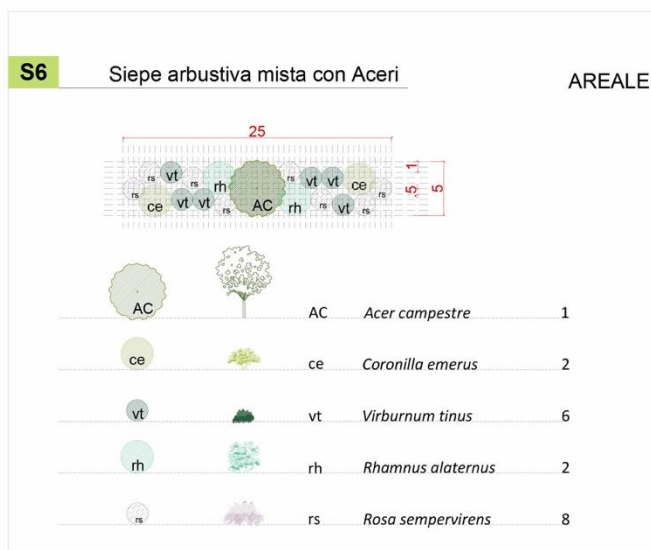 S6 Siepe arbustiva mista con Aceri AREALE
25
rs vt rs rh rs vt vt ce 1
rs ce vt vt rs AC rh rs vt rs rs .5 5
AC AC Acer campestre 1
ce ce Coronilla emerus 2
vt vt Virburnum tinus 6
rh rh Rhamnus alaternus 2
rs rs Rosa sempervirens 8